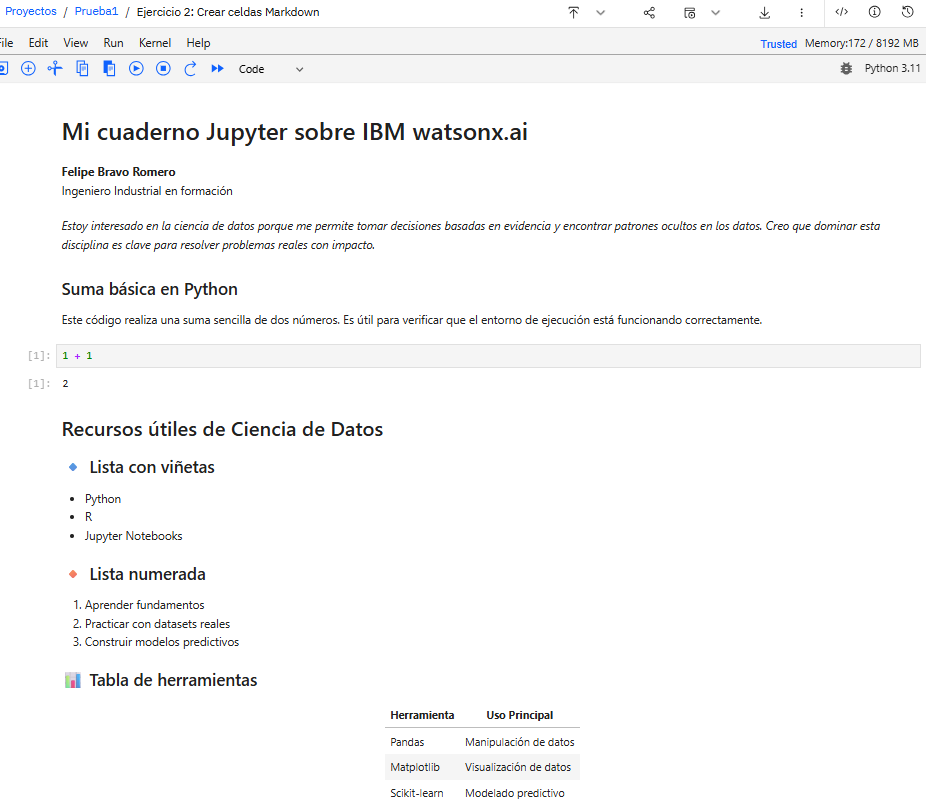 Proyectos / Prueba1 / Ejercicio 2: Crear celdas Markdown
ile Edit View Run Kernel Help Trusted Memory:172 / 8192 MB
Code Python 3.11
Mi cuaderno Jupyter sobre IBM watsonx.ai
Felipe Bravo Romero
Ingeniero Industrial en formación
Estoy interesado en la ciencia de datos porque me permite tomar decisiones basadas en evidencia y encontrar patrones ocultos en los datos. Creo que dominar esta
disciplina es clave para resolver problemas reales con impacto.
Suma básica en Python
Este código realiza una suma sencilla de dos números. Es útil para verificar que el entorno de ejecución está funcionando correctamente.
[1]: 1 + 1
[1]: 2
Recursos útiles de Ciencia de Datos
🔹 Lista con viñetas
• Python
• R
• Jupyter Notebooks
🔸 Lista numerada
1. Aprender fundamentos
2. Practicar con datasets reales
3. Construir modelos predictivos
📊 Tabla de herramientas
Herramienta Uso Principal
Pandas Manipulación de datos
Matplotlib Visualización de datos
Scikit-learn Modelado predictivo